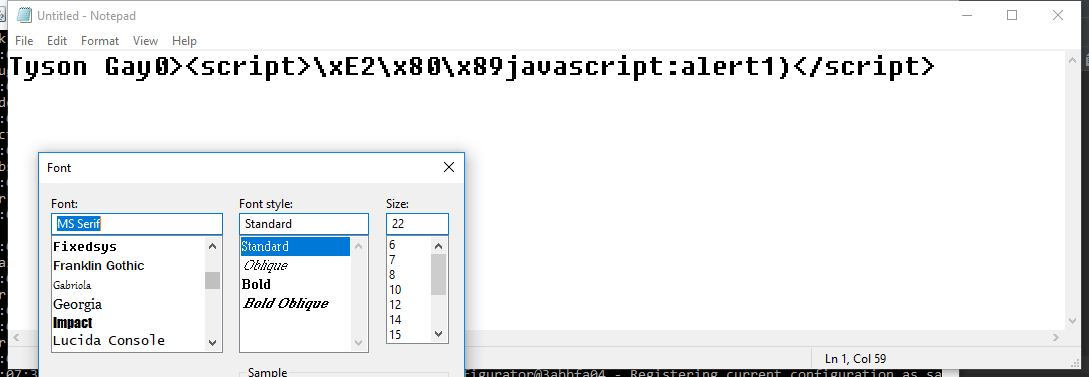 Untitled - Notepad
File Edit Format View Help
Tyson Gay0><script>\xE2\x80\x89javascript:alert1)</script>
Font
Font: Font style: Size:
MS Serif Standard 22
Fixedsys Standard 6
Franklin Gothic Oblique 7
Gabriola Bold 8
Georgia Bold Oblique 10
Impact 12
Lucida Console 14
15
Sample
Ln 1, Col 59
07:3 figurator@3abbfa04 - Registering current configuration as sa